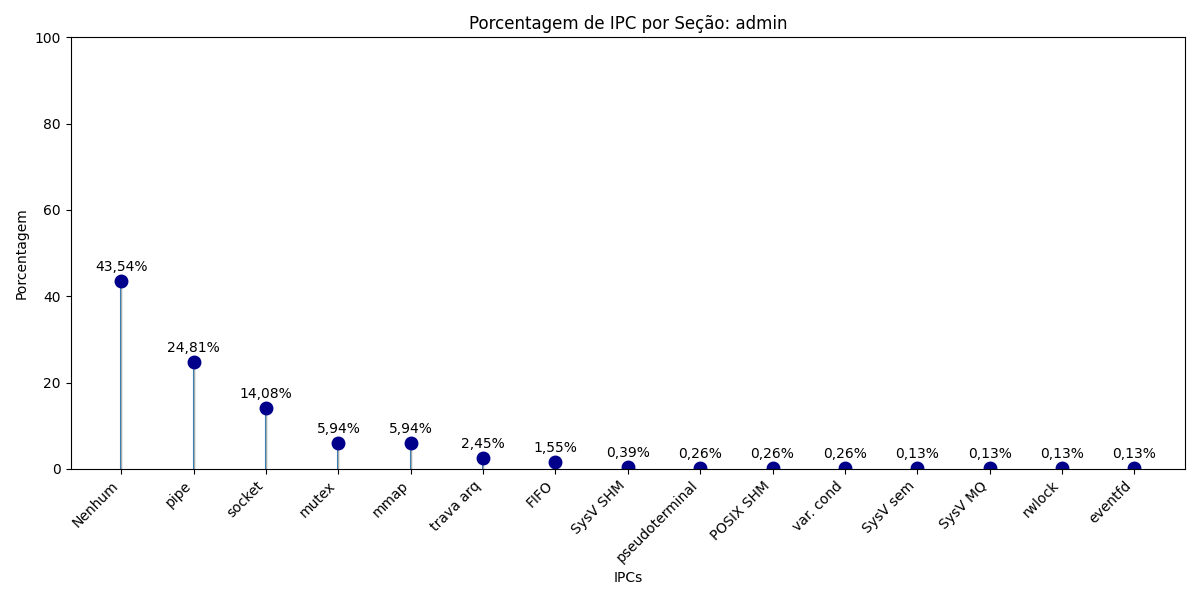 Porcentagem de IPC por Seção: admin
100
80
60
40
20
0
Porcentagem
43,54%
24,81%
14,08%
5,94%
5,94%
2,45%
1,55%
0,39%
0,26%
0,26%
0,26%
0,13%
0,13%
0,13%
0,13%
Nenhum
pipe
socket
mutex
mmap
trava arq
FIFO
SysV SHM
pseudoterminal
POSIX SHM
var. cond
SysV sem
SysV MQ
rwlock
eventfd
IPCs